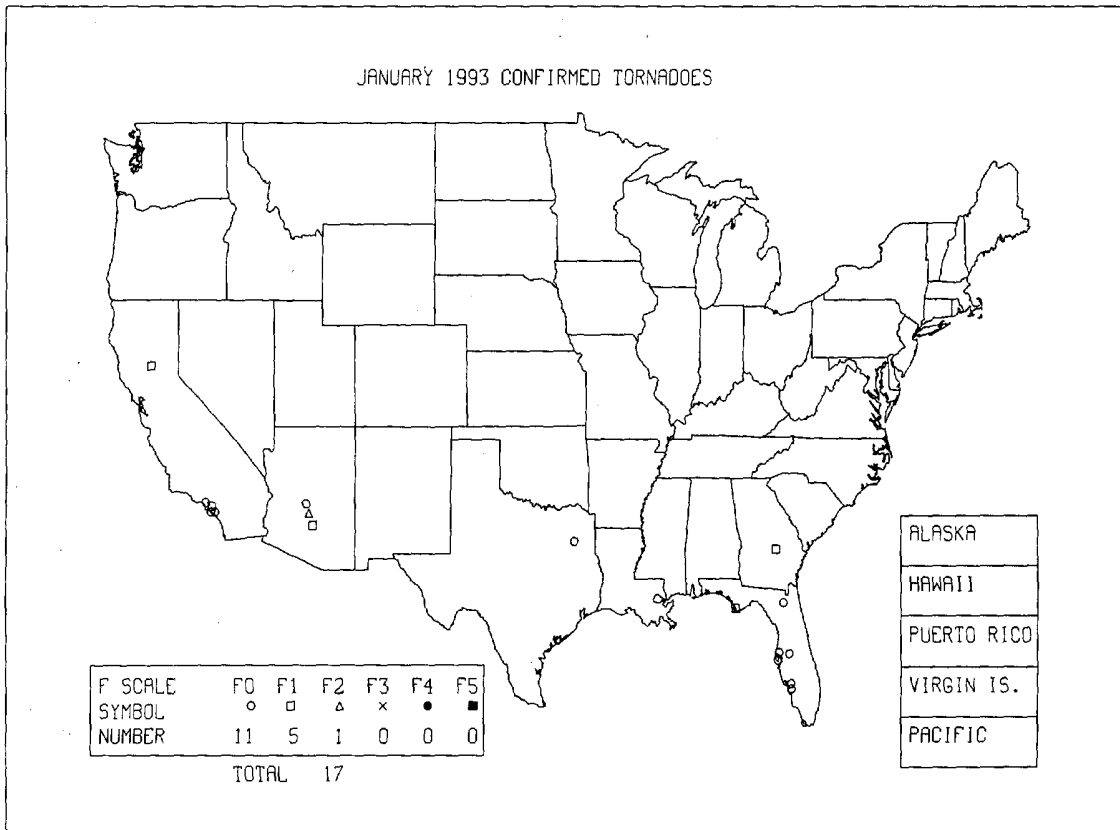 JANUARY 1993 CONFIRMED TORNADOES
ALASKA
HAWAII
PUERTO RICO
VIRGIN IS.
PACIFIC
F SCALE F0 F1 F2 F3 F4 F5
SYMBOL ○ □ △ × ● ■
NUMBER 11 5 1 0 0 0
TOTAL 17